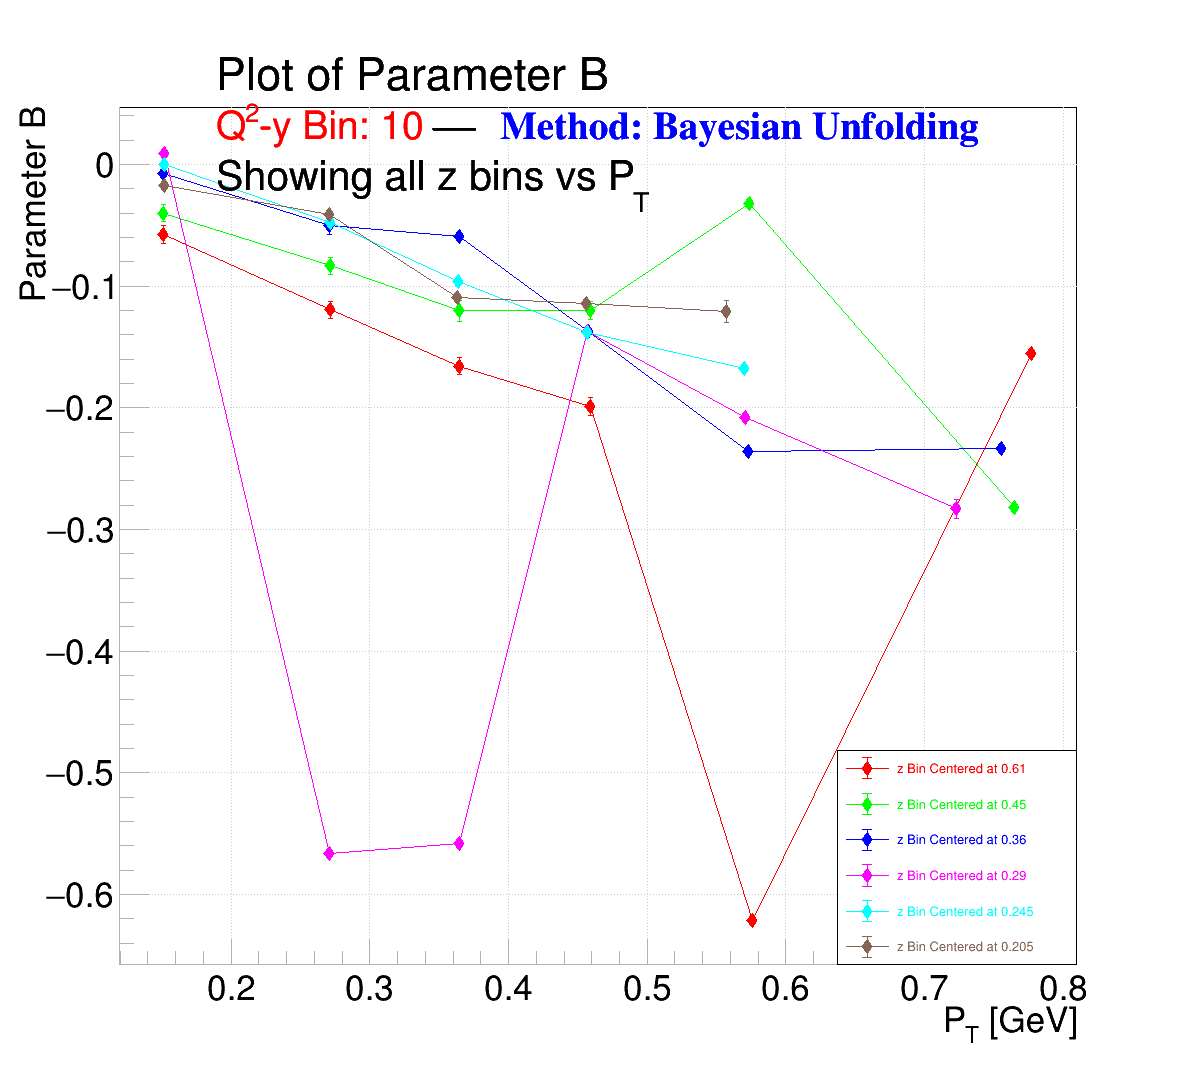 Plot of Parameter B
Q²-y Bin: 10 — Method: Bayesian Unfolding
Showing all z bins vs P_T
Parameter B
0
−0.1
−0.2
−0.3
−0.4
−0.5
−0.6
z Bin Centered at 0.61
z Bin Centered at 0.45
z Bin Centered at 0.36
z Bin Centered at 0.29
z Bin Centered at 0.245
z Bin Centered at 0.205
0.2 0.3 0.4 0.5 0.6 0.7 0.8
P_T [GeV]